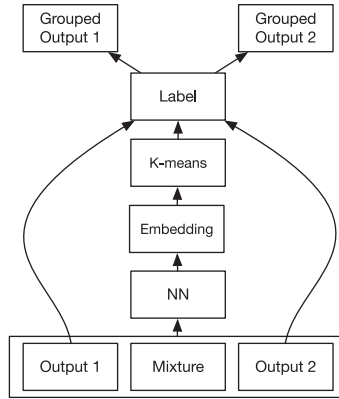 Grouped
Output 1
Grouped
Output 2
Label
K-means
Embedding
NN
Output 1
Mixture
Output 2